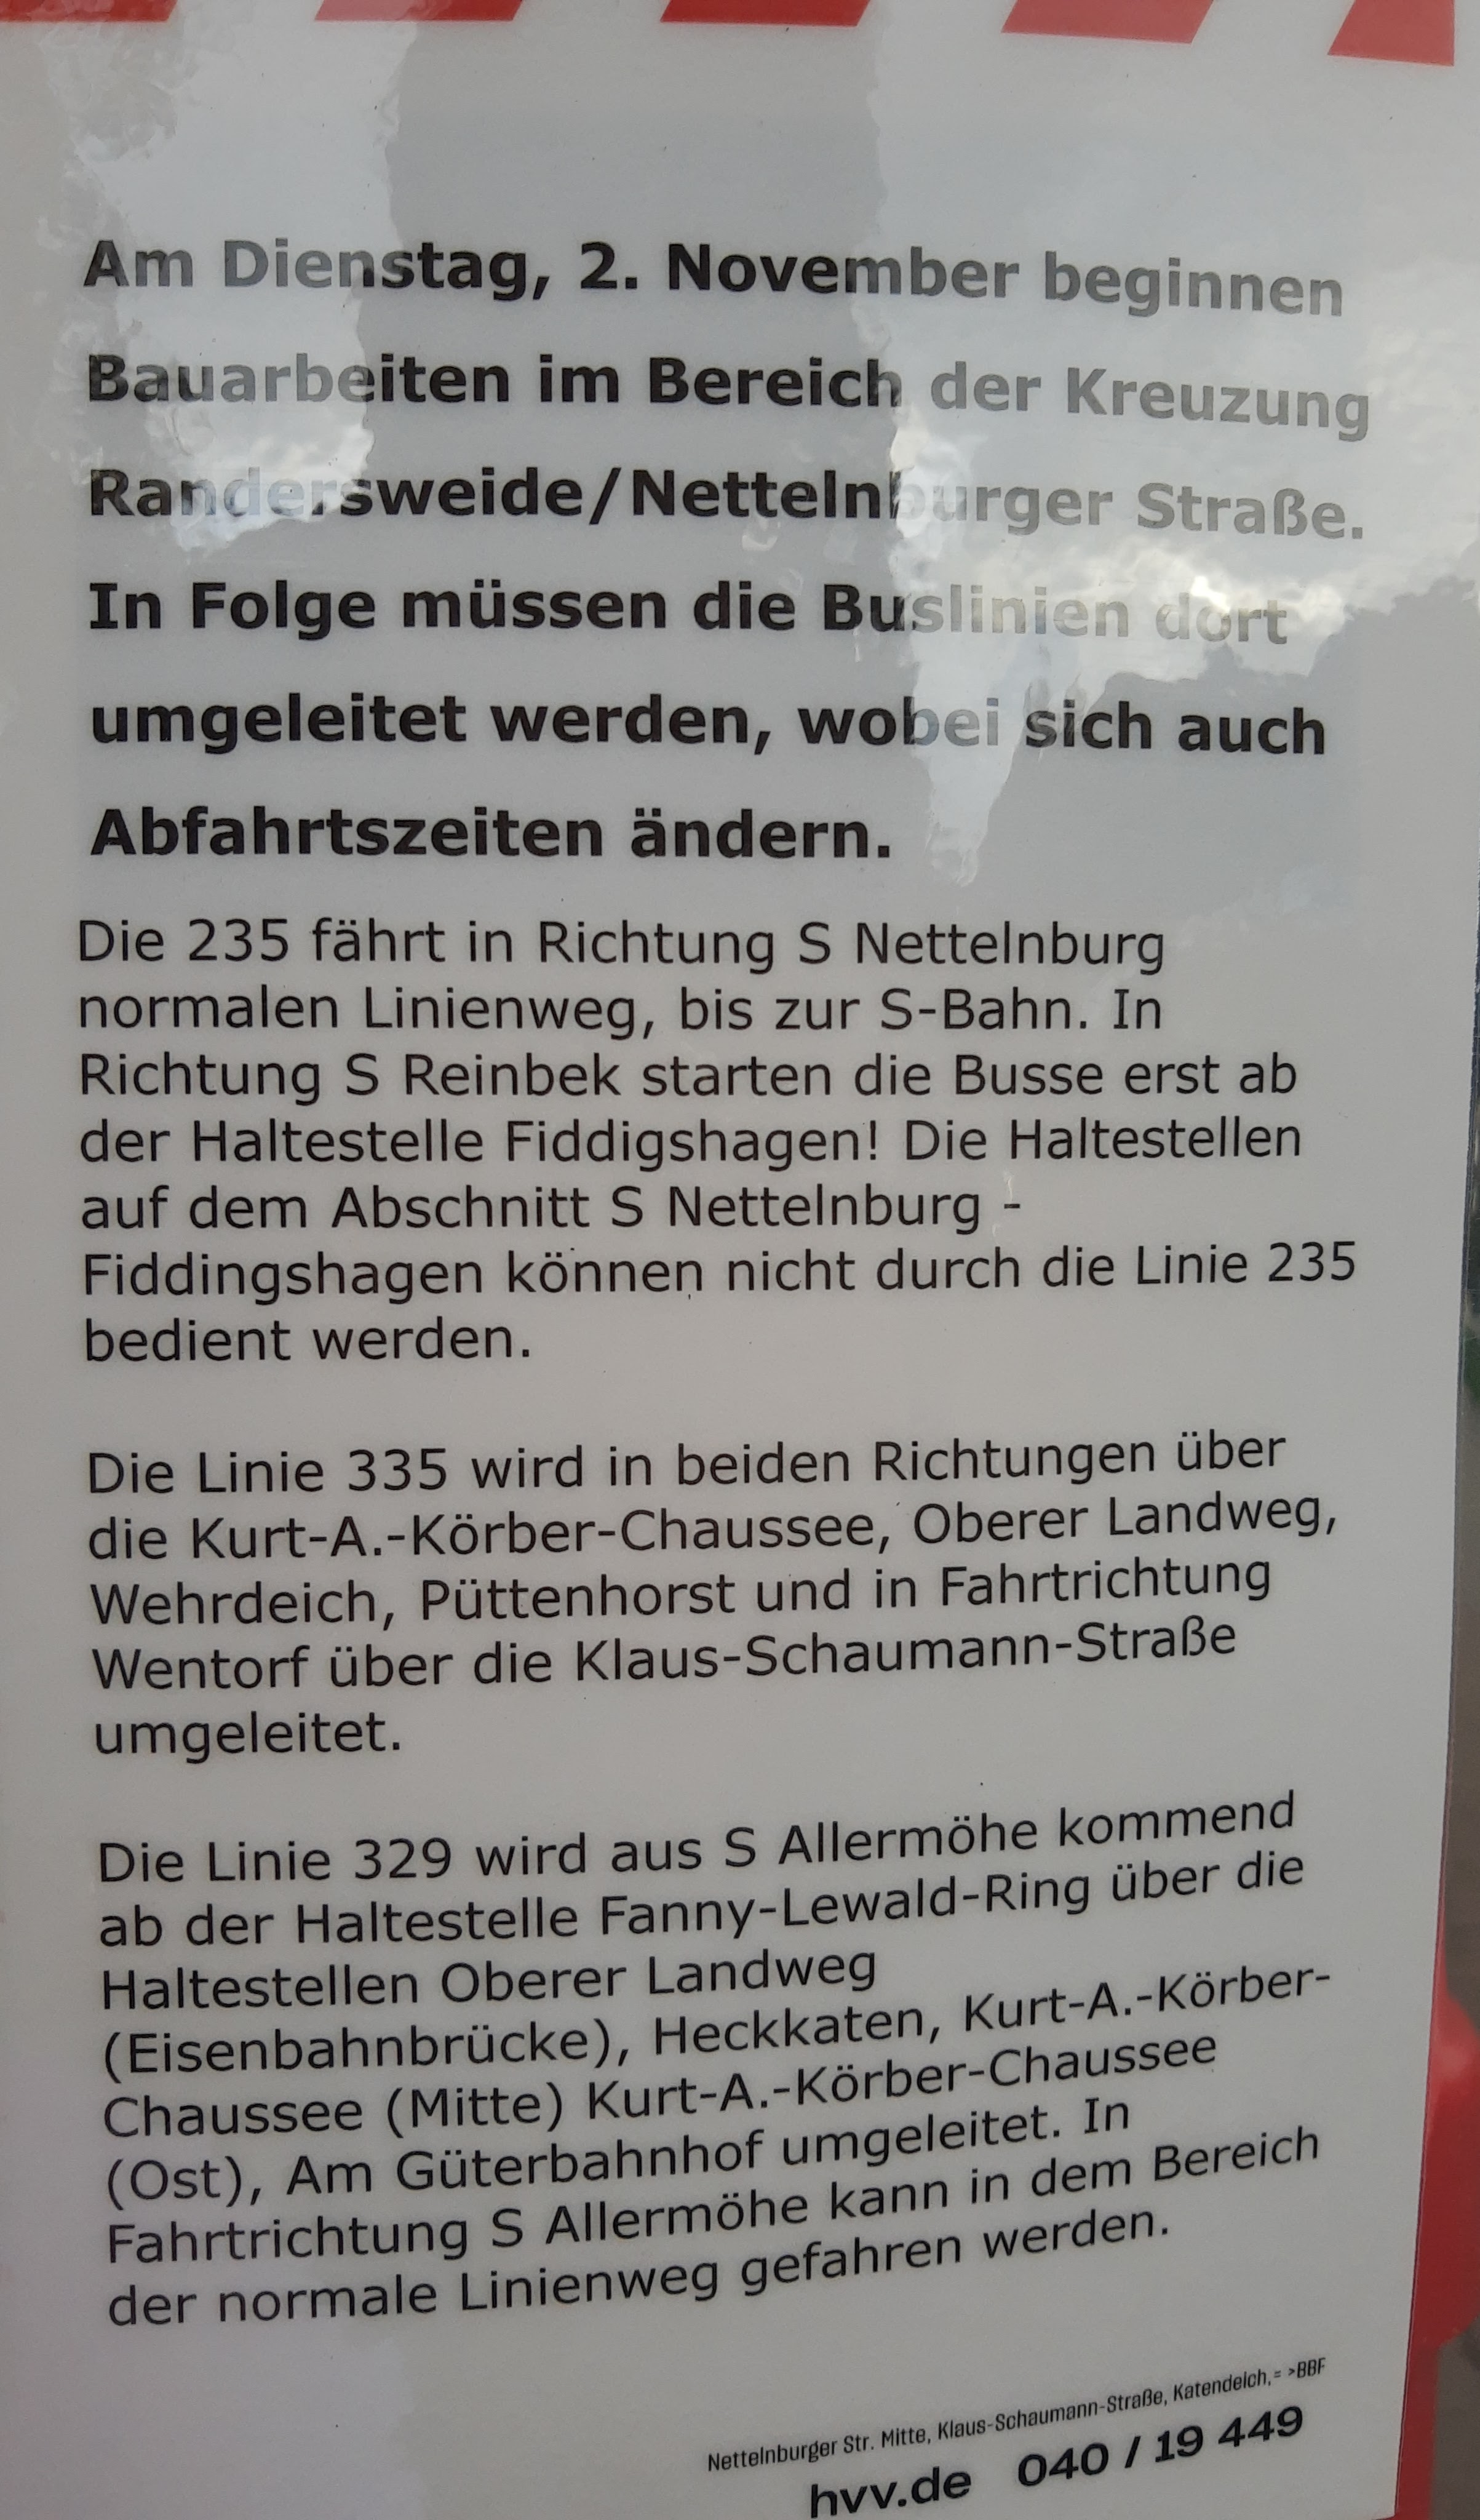 Am Dienstag, 2. November beginnen
Bauarbeiten im Bereich der Kreuzung
Randersweide/Nettelnburger Straße.
In Folge müssen die Buslinien dort
umgeleitet werden, wobei sich auch
Abfahrtszeiten ändern.
Die 235 fährt in Richtung S Nettelnburg
normalen Linienweg, bis zur S-Bahn. In
Richtung S Reinbek starten die Busse erst ab
der Haltestelle Fiddigshagen! Die Haltestellen
auf dem Abschnitt S Nettelnburg -
Fiddingshagen können nicht durch die Linie 235
bedient werden.
Die Linie 335 wird in beiden Richtungen über
die Kurt-A.-Körber-Chaussee, Oberer Landweg,
Wehrdeich, Püttenhorst und in Fahrtrichtung
Wentorf über die Klaus-Schaumann-Straße
umgeleitet.
Die Linie 329 wird aus S Allermöhe kommend
ab der Haltestelle Fanny-Lewald-Ring über die
Haltestellen Oberer Landweg
(Eisenbahnbrücke), Heckkaten, Kurt-A.-Körber-
Chaussee (Mitte) Kurt-A.-Körber-Chaussee
(Ost), Am Güterbahnhof umgeleitet. In
Fahrtrichtung S Allermöhe kann in dem Bereich
der normale Linienweg gefahren werden.
Nettelnburger Str. Mitte, Klaus-Schaumann-Straße, Katendeich,= >BBF
hvv.de 040 / 19 449